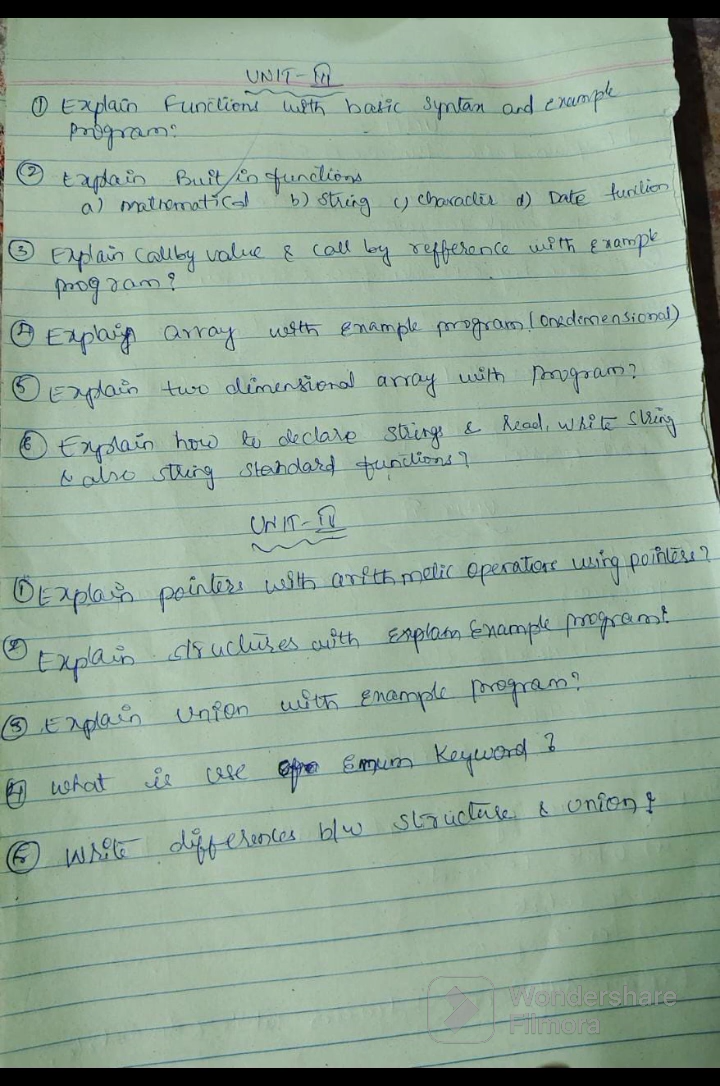 UNIT-III
① Explain Functions with basic syntax and example
program?
② Explain Buit in functions
a) mathematical b) string c) character d) Date function
③ Explain call by value & call by refference with Example
program?
④ Explaing array with Example program (onedimensional)
⑤ Explain two dimensional array with program?
⑥ Explain how to declare strings & Read, write string
& also string standard functions?
UNIT-IV
① Explain pointers with arithmetic operators using pointers?
② Explain structures with explain Example program?
③ Explain union with example program?
④ what is use of Enum Keyword?
⑤ Write differences b/w structure & union?
Wondershare
Filmora